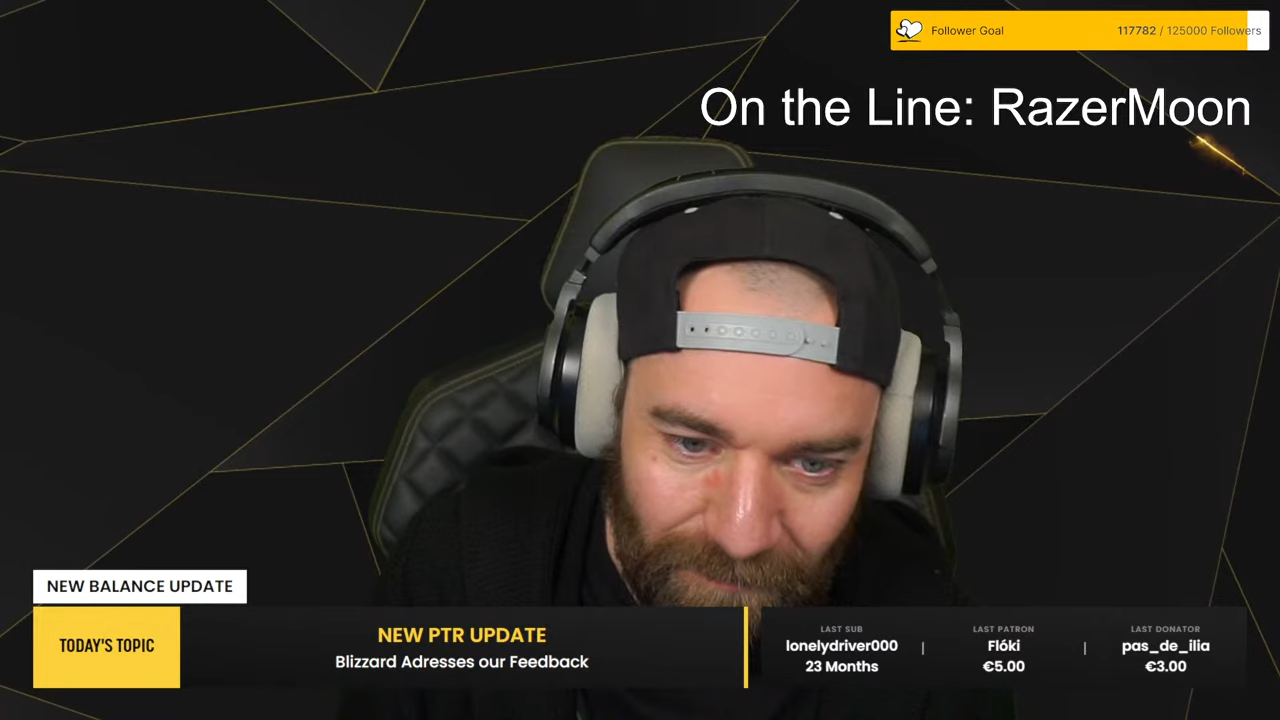 Follower Goal
117782 / 125000 Followers
On the Line: RazerMoon
NEW BALANCE UPDATE
TODAY'S TOPIC
NEW PTR UPDATE
Blizzard Adresses our Feedback
LAST SUB
lonelydriver000
23 Months
|
LAST PATRON
Flóki
€5.00
|
LAST DONATOR
pas_de_ilia
€3.00